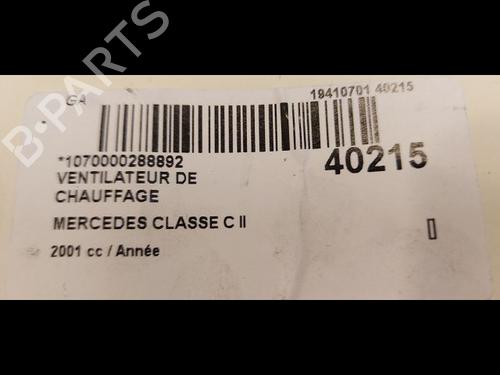 B-PARTS
GA
19410701 40215
*1070000288892
40215
VENTILATEUR DE
CHAUFFAGE
MERCEDES CLASSE C II
2001 cc / Année